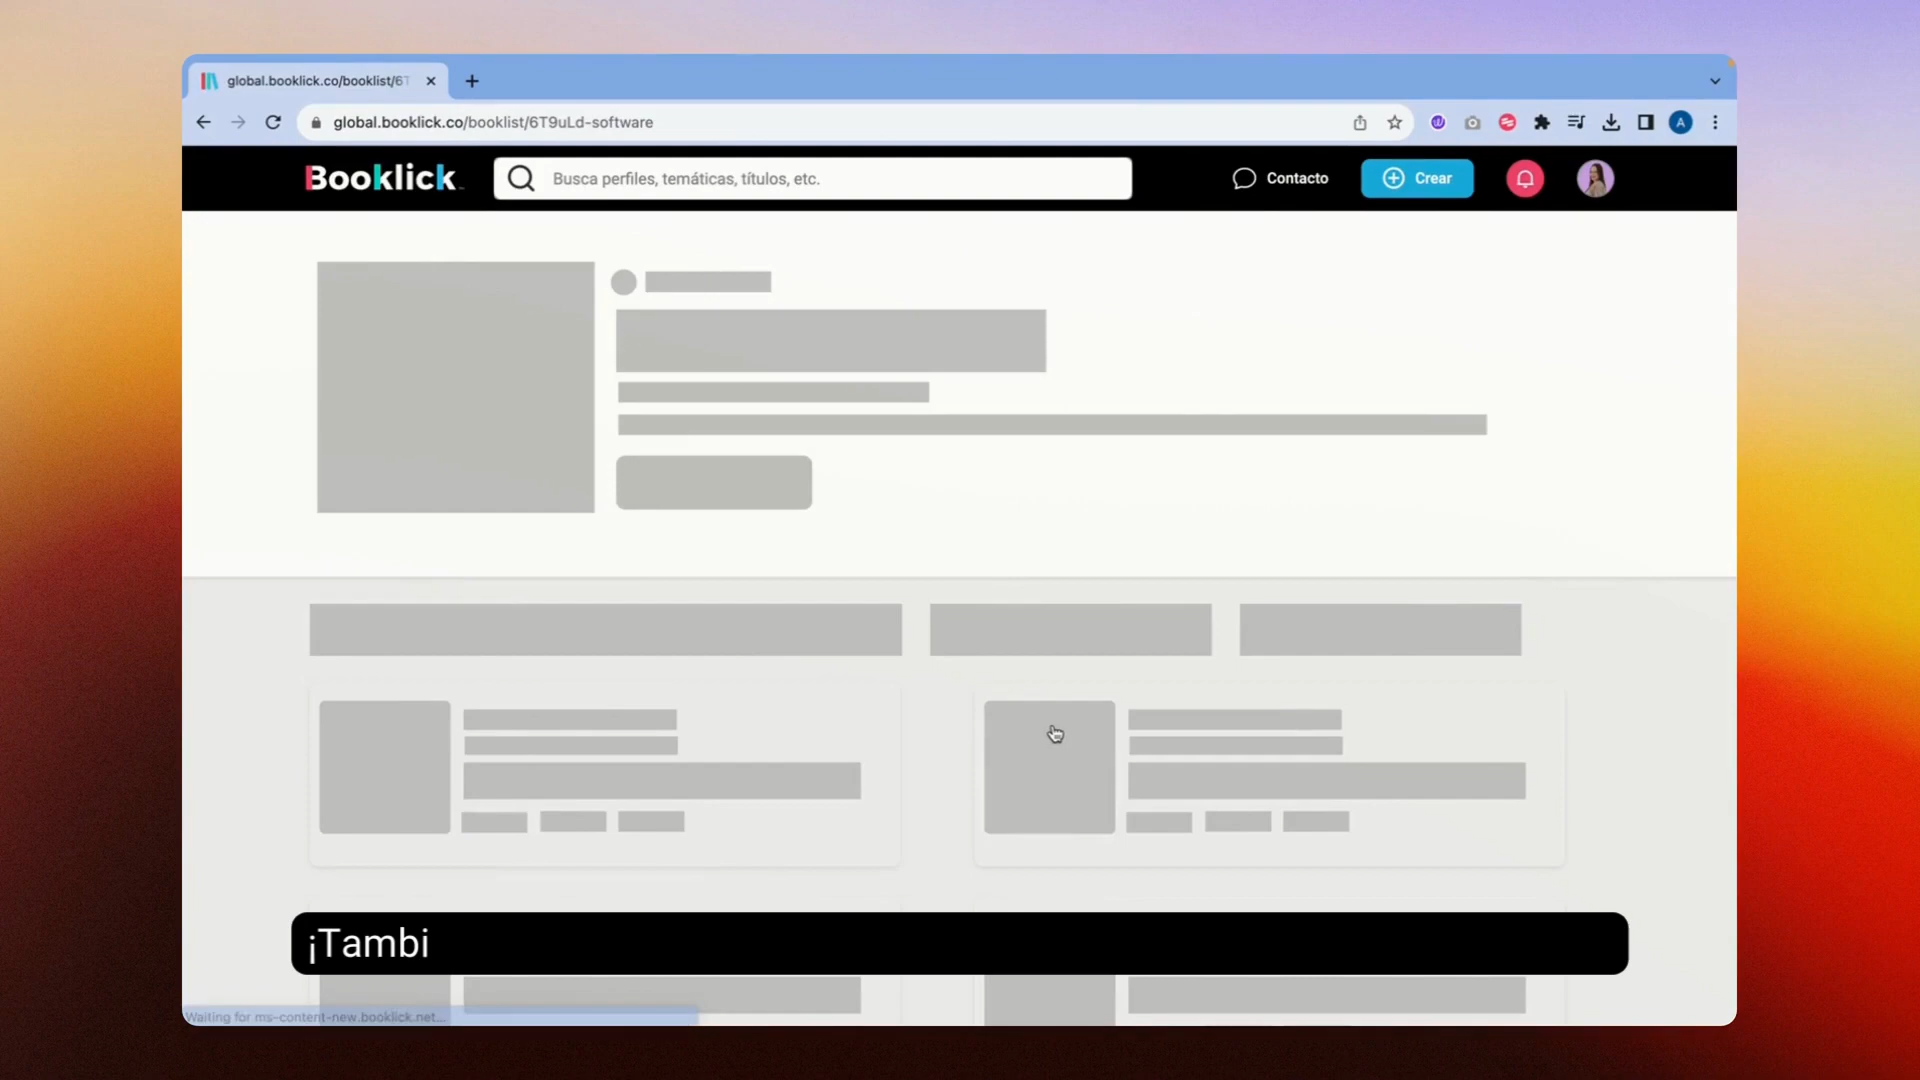 global.booklick.co/booklist/6T
global.booklick.co/booklist/6T9uLd-software
A
Booklick
Busca perfiles, temáticas, títulos, etc.
Contacto
Crear
¡Tambi
Waiting for ms-content-new.booklick.net...